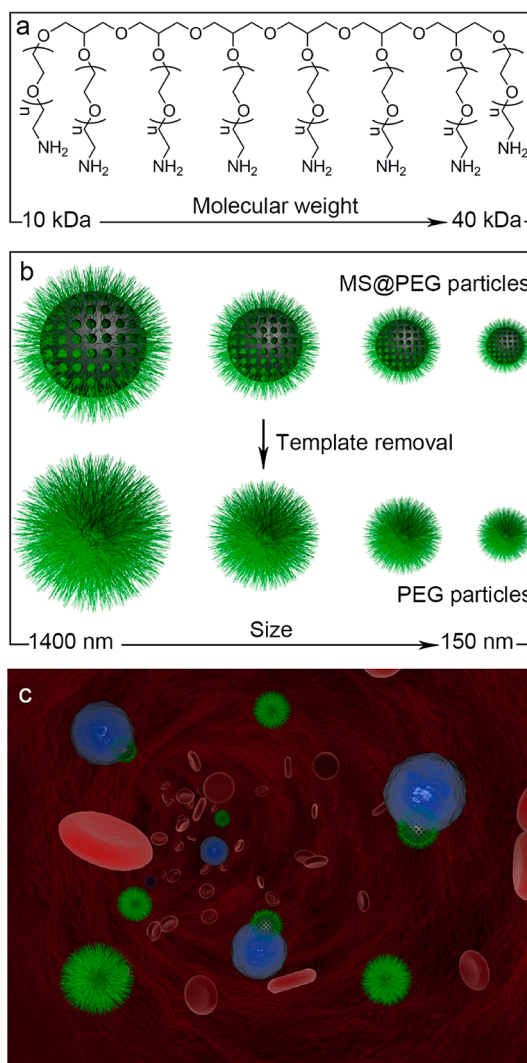 a
O O O O O O O
O O O O O O
O O
O O O O O O
n n
n n n n n n
NH₂ NH₂
NH₂ NH₂ NH₂ NH₂ NH₂ NH₂
Molecular weight
10 kDa 40 kDa
b
MS@PEG particles
Template removal
PEG particles
Size
1400 nm 150 nm
c